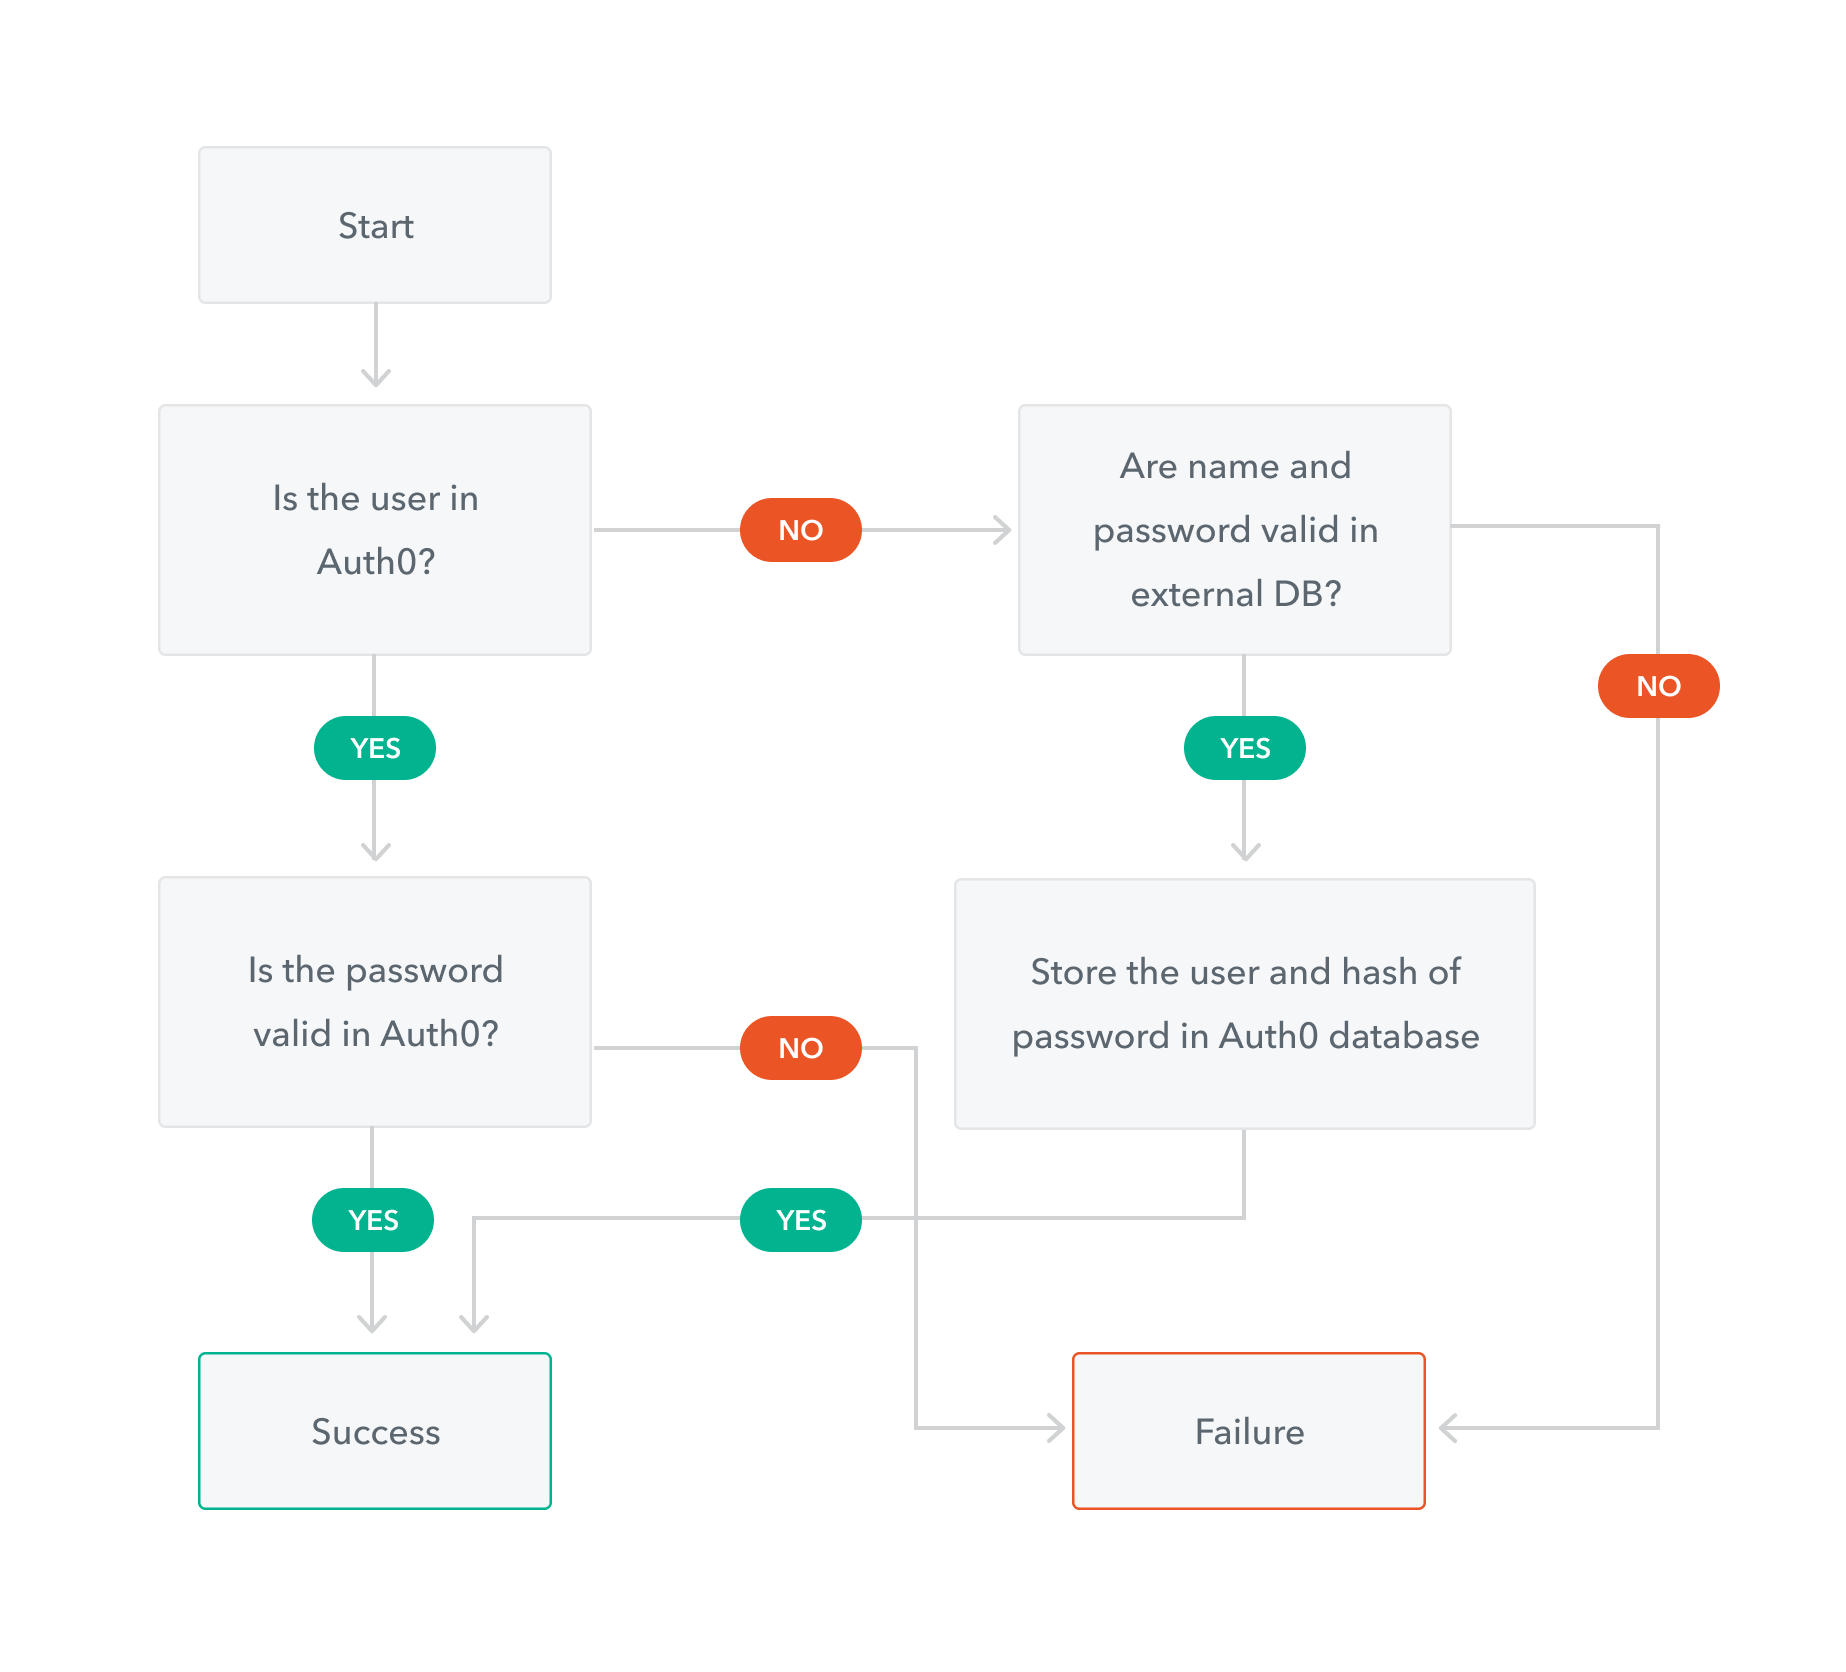 Start
Is the user in
Auth0?
NO
Are name and
password valid in
external DB?
NO
YES
YES
Is the password
valid in Auth0?
Store the user and hash of
password in Auth0 database
NO
YES
YES
Success
Failure